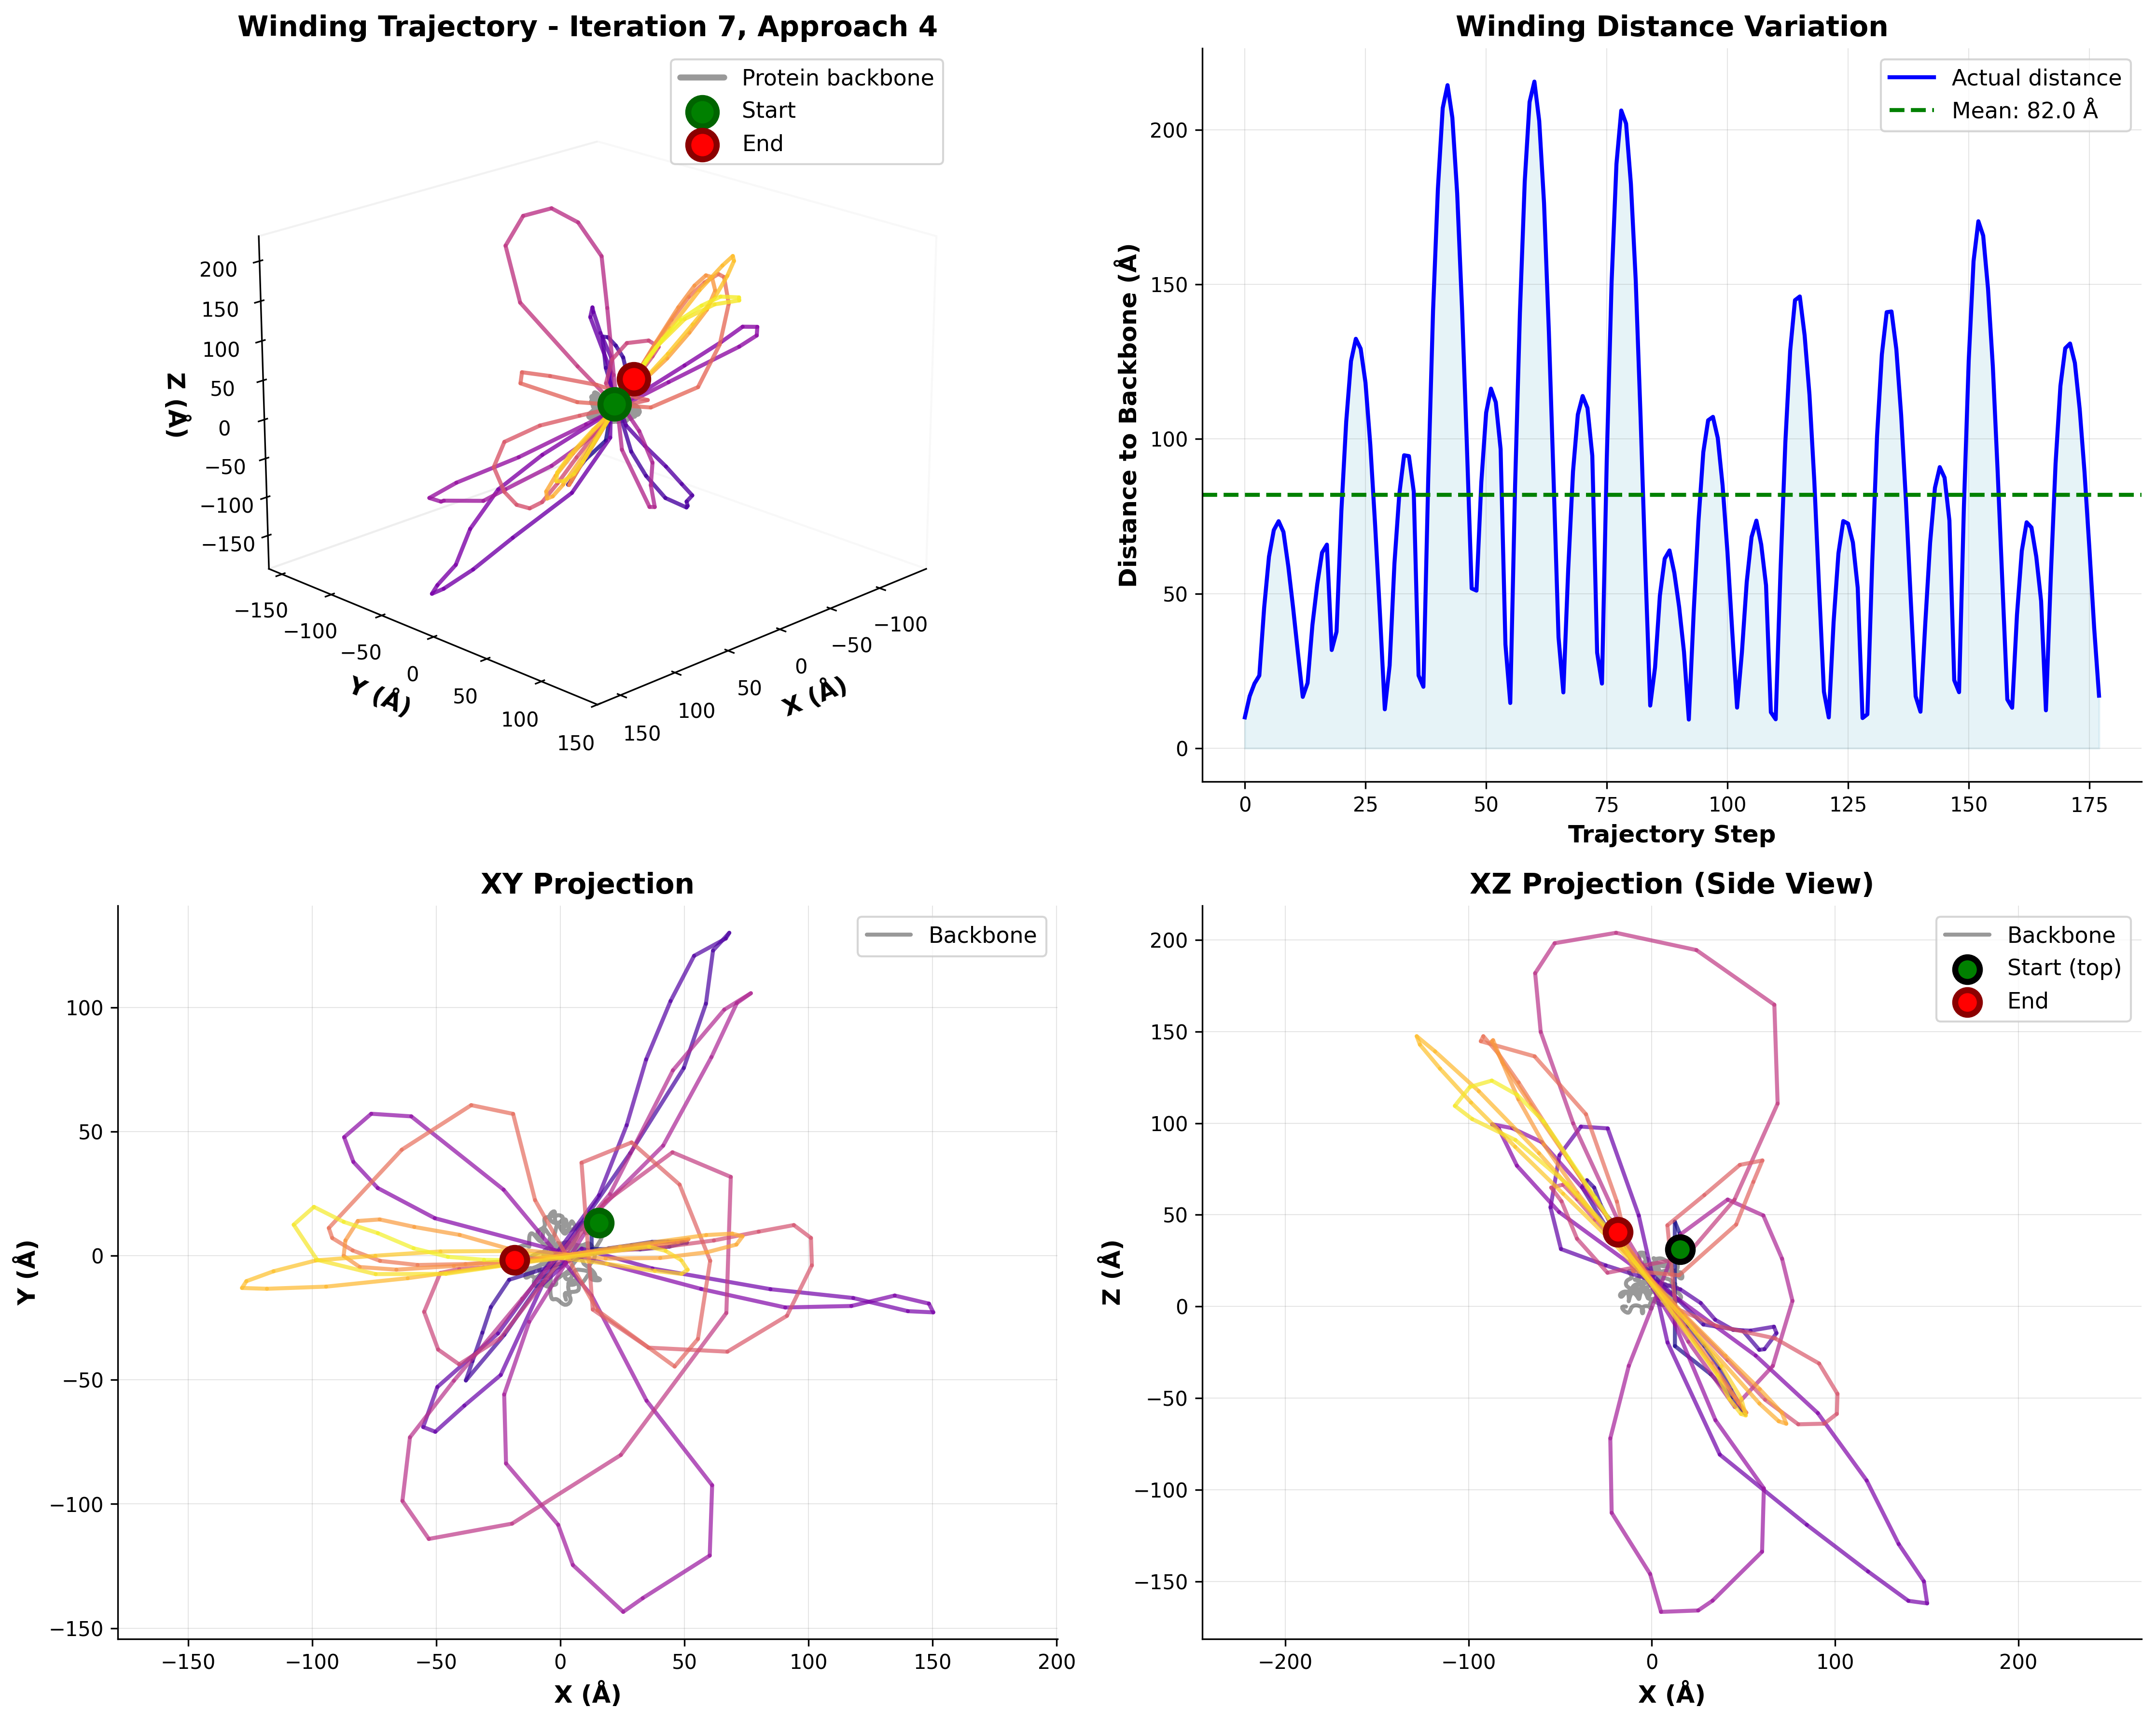 Winding Trajectory - Iteration 7, Approach 4
Protein backbone
Start
End
200
150
100
50
0
−50
−100
−150
Z (Å)
−150
−100
−50
0
50
100
150
Y (Å)
150
100
50
0
−50
−100
X (Å)
Winding Distance Variation
Actual distance
Mean: 82.0 Å
200
150
100
50
0
Distance to Backbone (Å)
0 25 50 75 100 125 150 175
Trajectory Step
XY Projection
Backbone
100
50
0
−50
−100
−150
Y (Å)
−150 −100 −50 0 50 100 150 200
X (Å)
XZ Projection (Side View)
Backbone
Start (top)
End
200
150
100
50
0
−50
−100
−150
Z (Å)
−200 −100 0 100 200
X (Å)